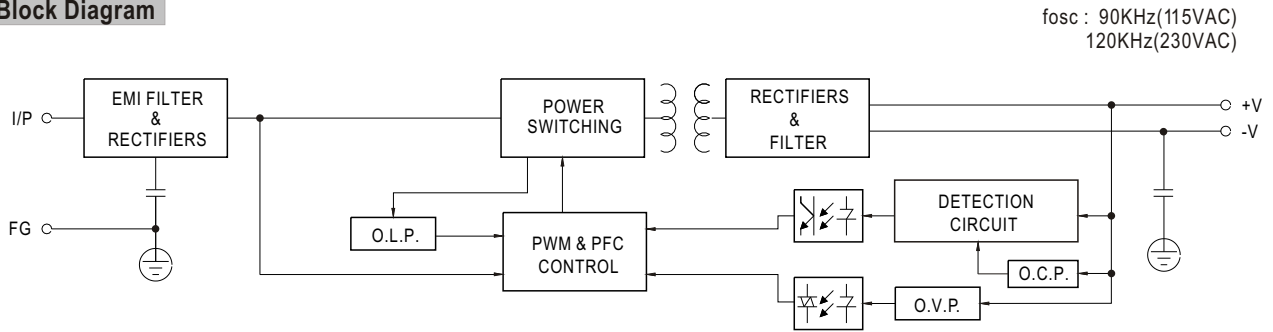 Block Diagram
fosc : 90KHz(115VAC)
120KHz(230VAC)
I/P
EMI FILTER
&
RECTIFIERS
POWER
SWITCHING
RECTIFIERS
&
FILTER
+V
-V
FG
O.L.P.
PWM & PFC
CONTROL
DETECTION
CIRCUIT
O.C.P.
O.V.P.